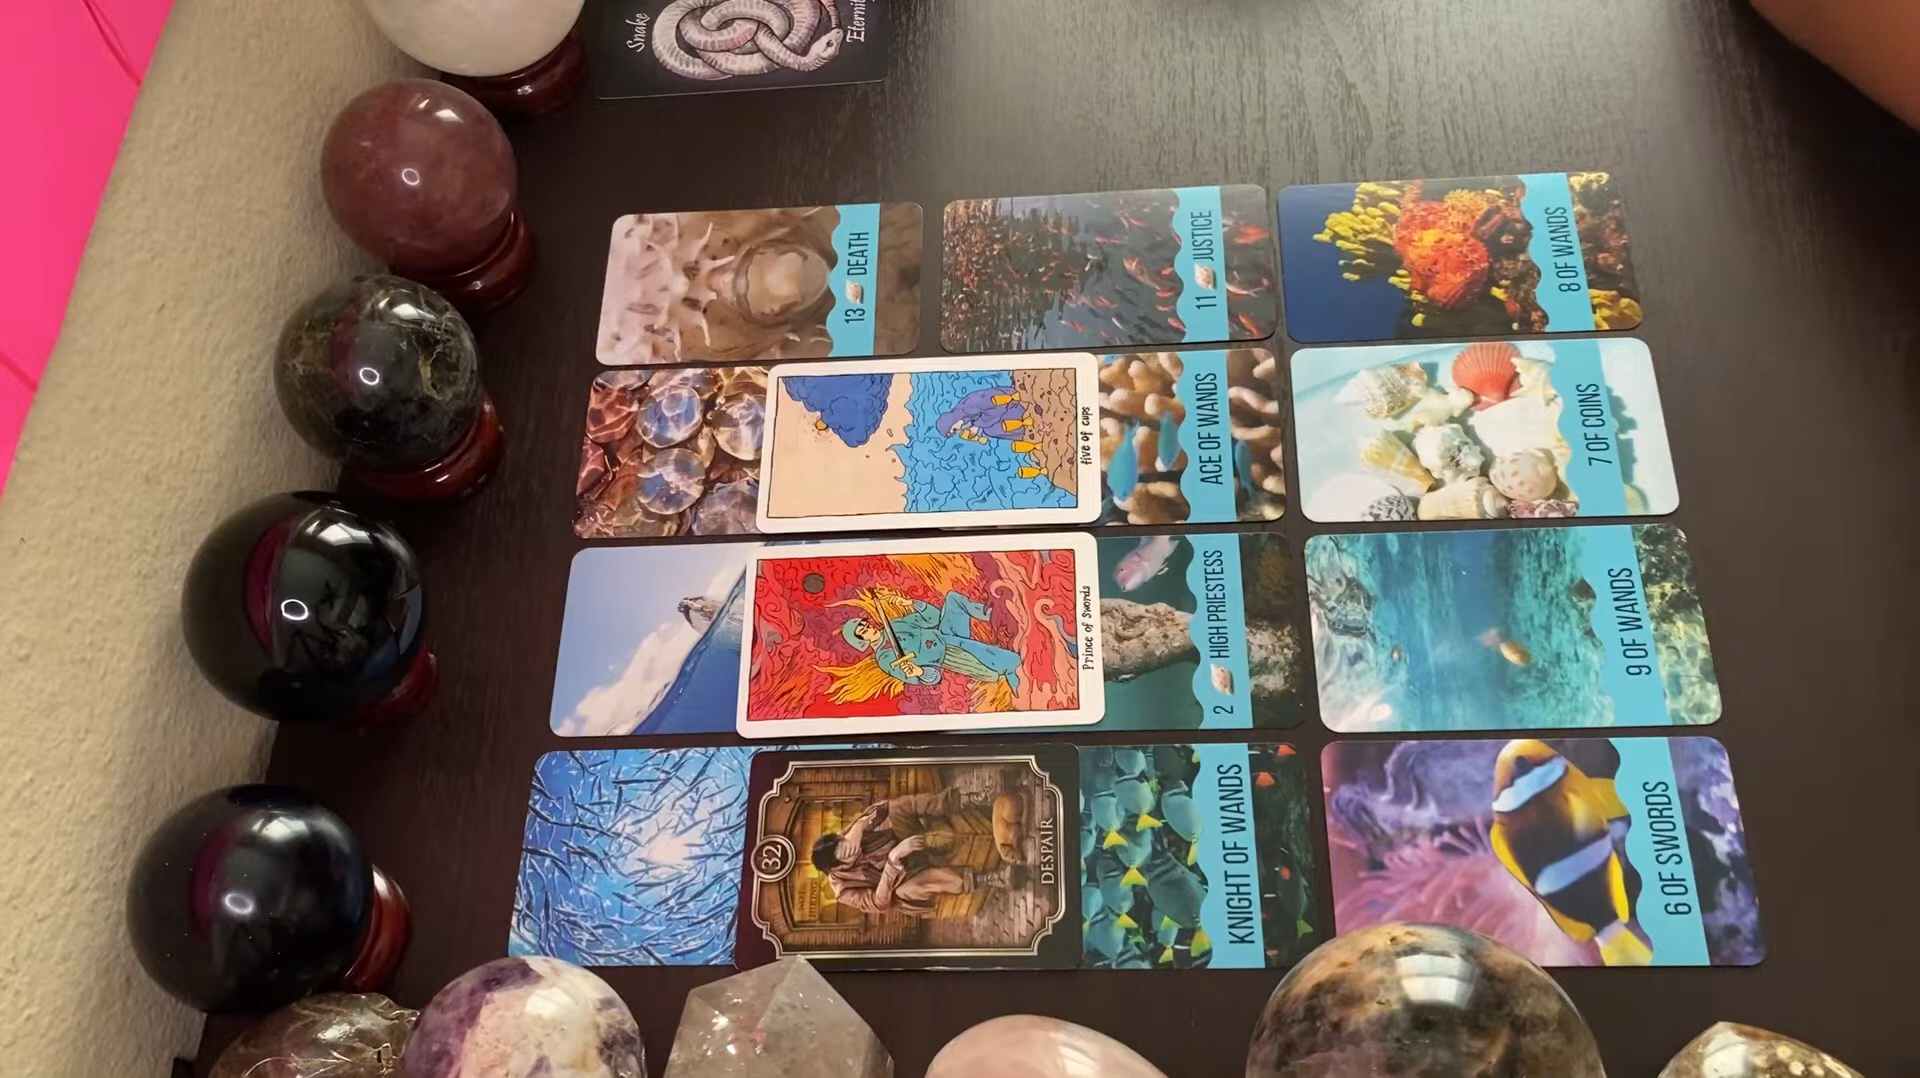 Snake
Eternity
13 DEATH
11 JUSTICE
8 OF WANDS
five of cups
ACE OF WANDS
7 OF COINS
Prince of Swords
2 HIGH PRIESTESS
9 OF WANDS
32
DESPAIR
KNIGHT OF WANDS
6 OF SWORDS